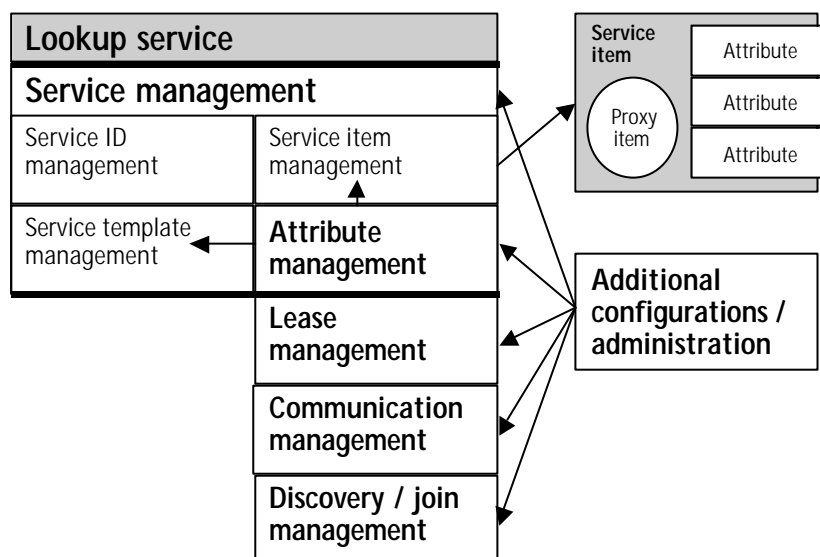 Lookup service
Service management
Service ID
management
Service item
management
Service template
management
Attribute
management
Lease
management
Communication
management
Discovery / join
management
Service
item
Proxy
item
Attribute
Attribute
Attribute
Additional
configurations /
administration